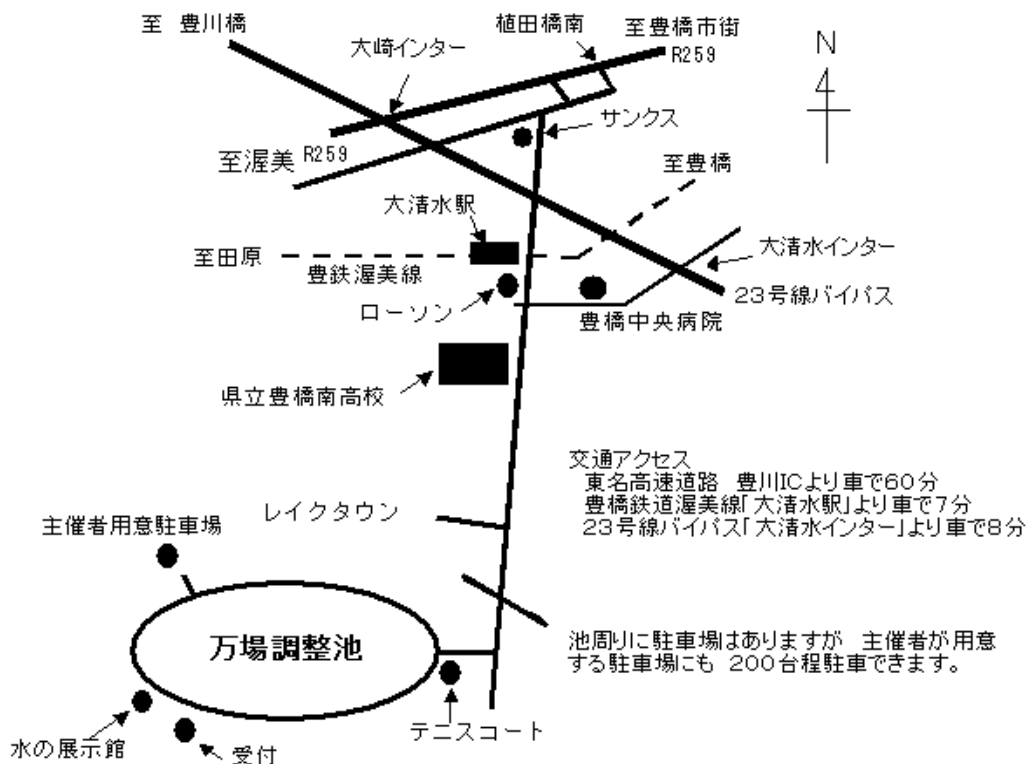 至 豊川橋
大崎インター
植田橋南
至豊橋市街
R259
N
サンクス
至渥美
R259
至豊橋
大清水駅
大清水インター
至田原
豊鉄渥美線
23号線バイパス
ローソン
豊橋中央病院
県立豊橋南高校
交通アクセス
東名高速道路 豊川ICより車で60分
豊橋鉄道渥美線「大清水駅」より車で7分
23号線バイパス「大清水インター」より車で8分
レイクタウン
主催者用意駐車場
万場調整池
池周りに駐車場はありますが 主催者が用意
する駐車場にも 200台程駐車できます。
テニスコート
水の展示館
受付